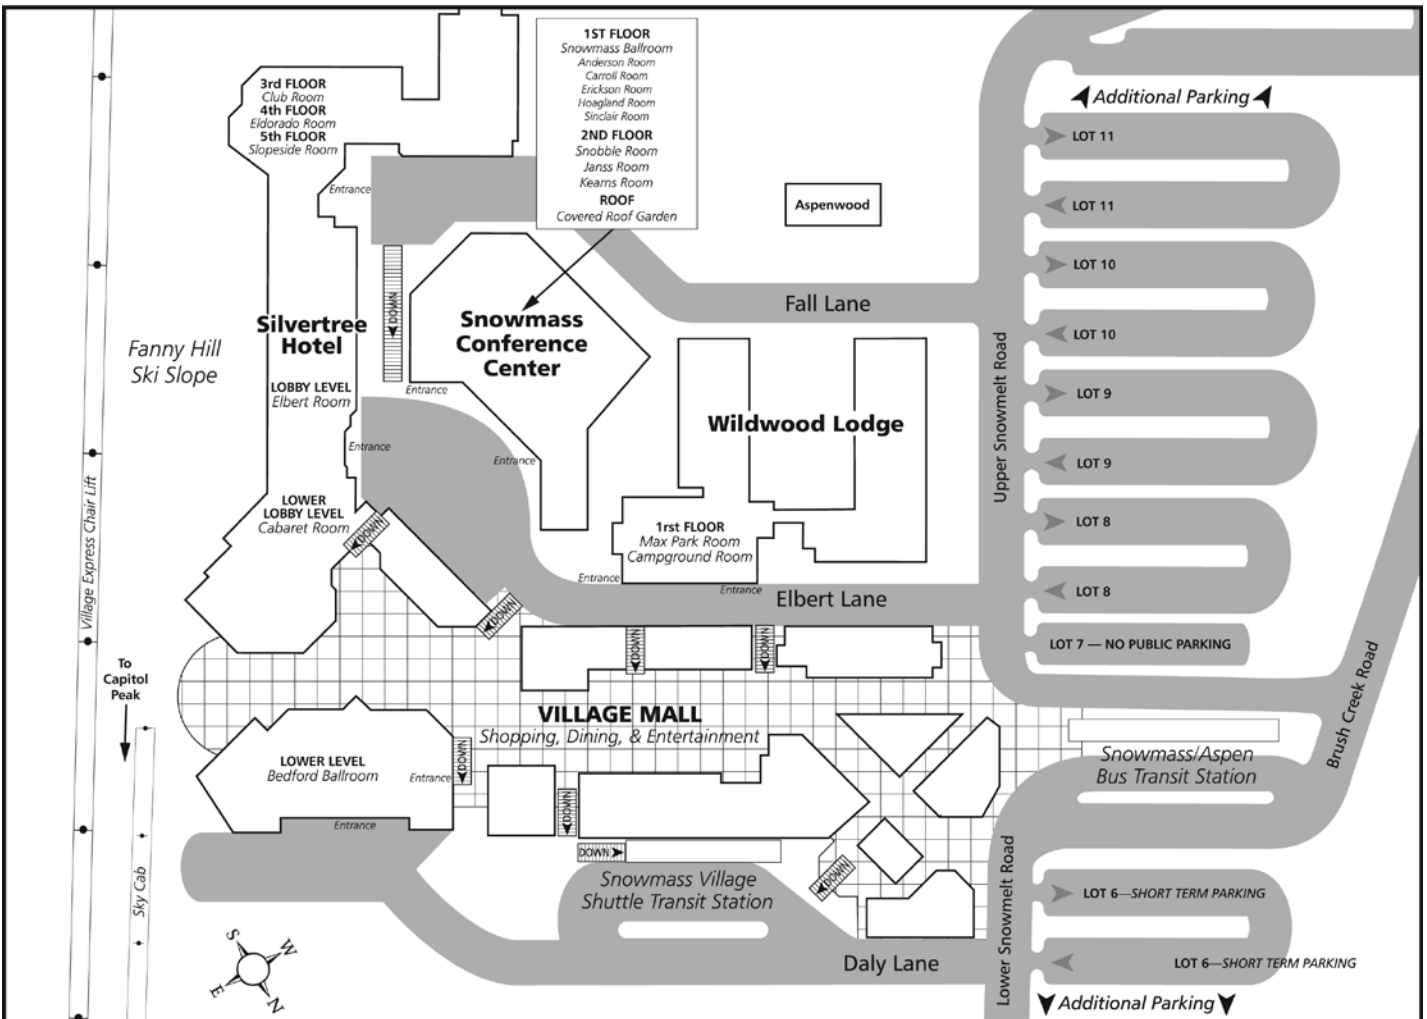 1ST FLOOR
Snowmass Ballroom
Anderson Room
Carroll Room
Erickson Room
Hoagland Room
Sinclair Room
2ND FLOOR
Snobble Room
Janss Room
Kearns Room
ROOF
Covered Roof Garden
3rd FLOOR
Club Room
4th FLOOR
Eldorado Room
5th FLOOR
Slopeside Room
Entrance
Additional Parking
LOT 11
LOT 11
LOT 10
LOT 10
LOT 9
LOT 9
LOT 8
LOT 8
LOT 7 — NO PUBLIC PARKING
Aspenwood
Fall Lane
Upper Snowmelt Road
DOWN
Silvertree
Hotel
Snowmass
Conference
Center
Fanny Hill
Ski Slope
LOBBY LEVEL
Elbert Room
Entrance
Entrance
Entrance
Wildwood Lodge
Village Express Chair Lift
LOWER
LOBBY LEVEL
Cabaret Room
DOWN
1rst FLOOR
Max Park Room
Campground Room
Entrance
Entrance
Elbert Lane
DOWN
DOWN
DOWN
To
Capitol
Peak
VILLAGE MALL
Shopping, Dining, & Entertainment
Brush Creek Road
Snowmass/Aspen
Bus Transit Station
LOWER LEVEL
Bedford Ballroom
Entrance
DOWN
DOWN
Entrance
DOWN
DOWN
Snowmass Village
Shuttle Transit Station
Sky Cab
Lower Snowmelt Road
LOT 6—SHORT TERM PARKING
LOT 6—SHORT TERM PARKING
Daly Lane
S
W
E
N
Additional Parking